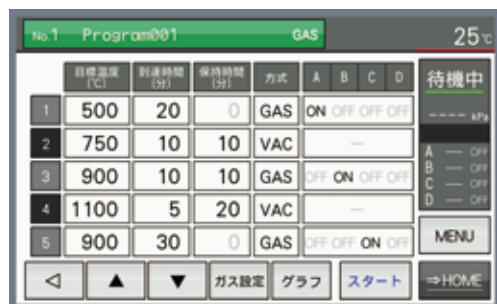 No.1 Program001 GAS 25℃
目標温度(℃) 到達時間(分) 保持時間(分) 方式 A B C D 待機中
1 500 20 0 GAS ON OFF OFF OFF ---- kPa
2 750 10 10 VAC — A — OFF
3 900 10 10 GAS OFF ON OFF OFF B — OFF
C — OFF
4 1100 5 20 VAC — D — OFF
5 900 30 0 GAS OFF OFF ON OFF MENU
◁ ▲ ▼ ガス設定 グラフ スタート ⇒HOME